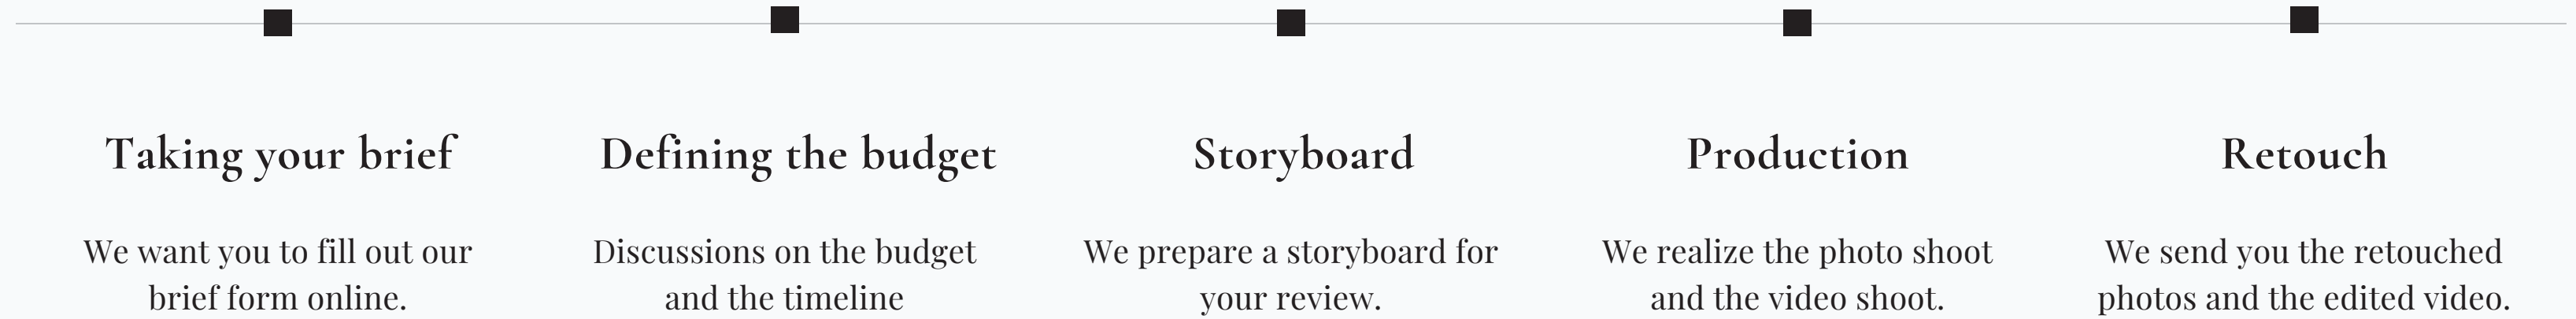 Taking your brief
We want you to fill out our
brief form online.
Defining the budget
Discussions on the budget
and the timeline
Storyboard
We prepare a storyboard for
your review.
Production
We realize the photo shoot
and the video shoot.
Retouch
We send you the retouched
photos and the edited video.